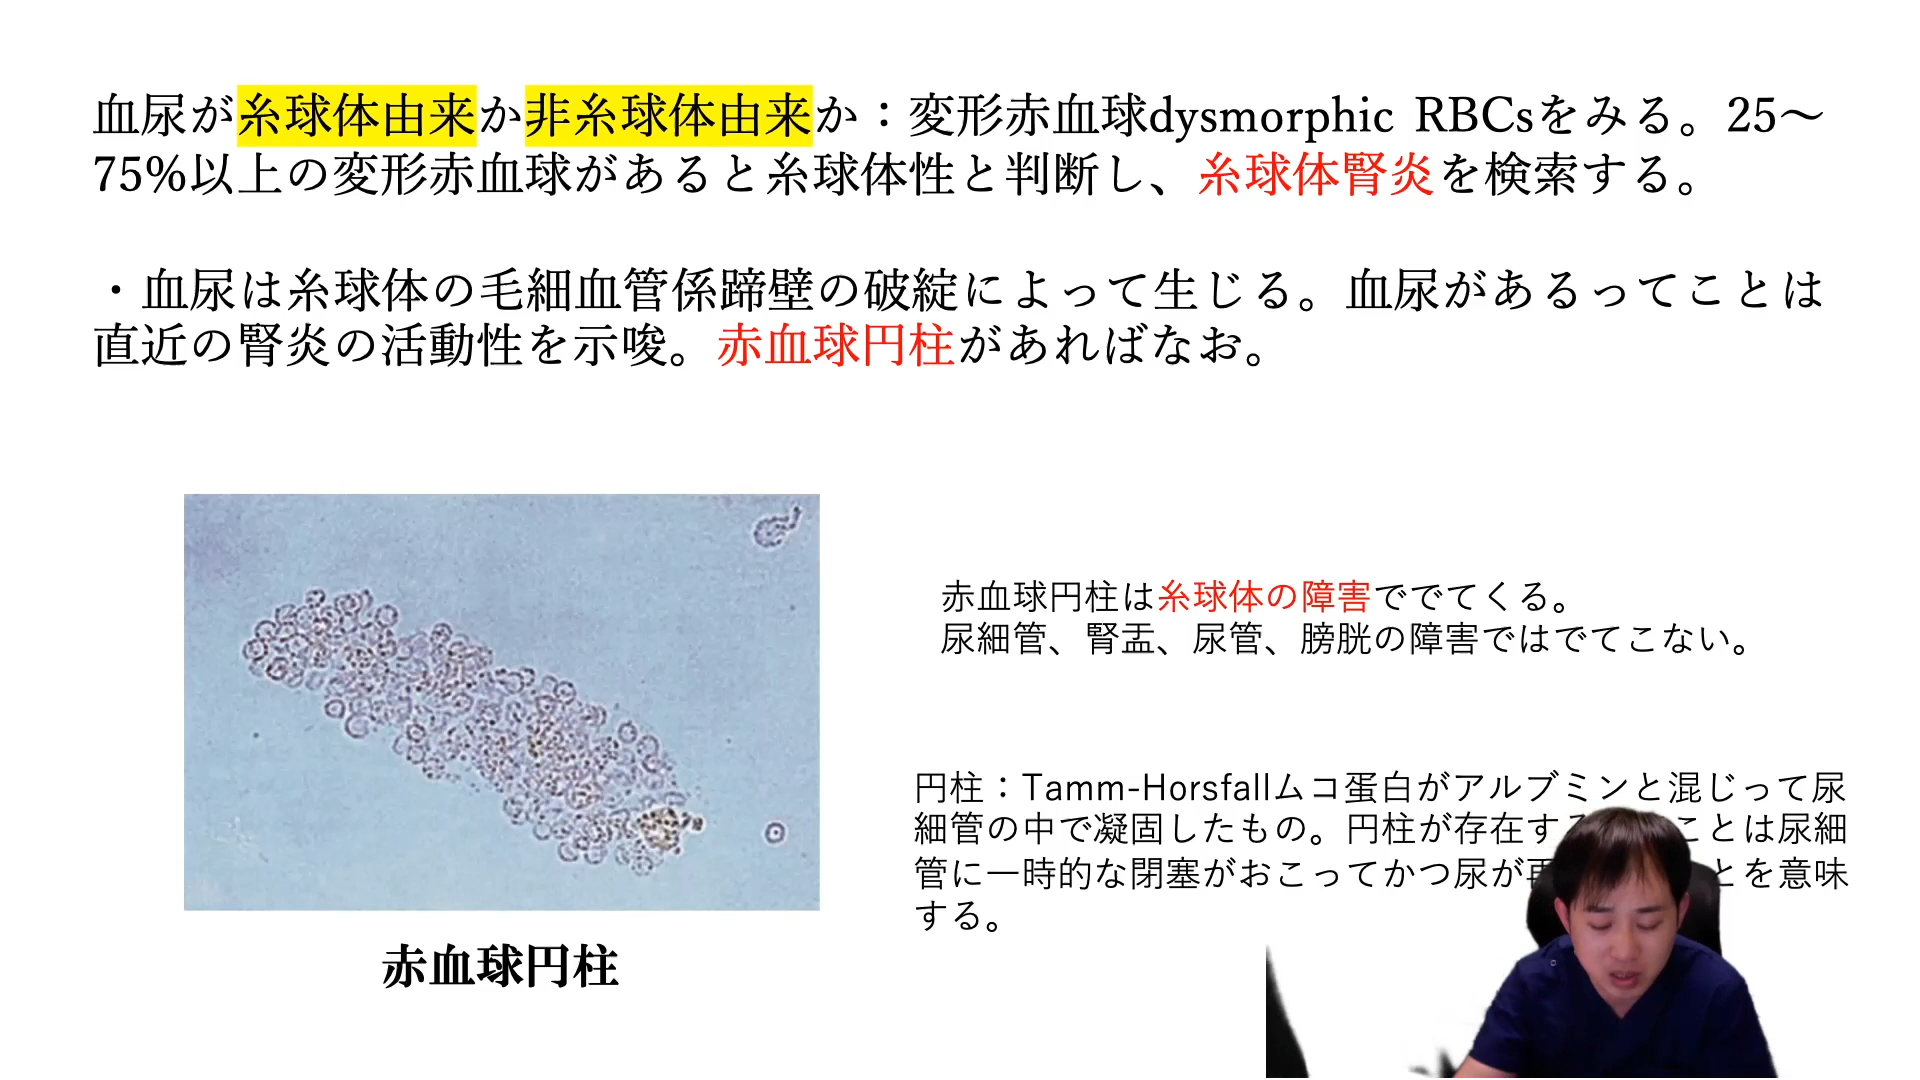 血尿が糸球体由来か非糸球体由来か：変形赤血球dysmorphic RBCsをみる。25〜
75%以上の変形赤血球があると糸球体性と判断し、糸球体腎炎を検索する。
・血尿は糸球体の毛細血管係蹄壁の破綻によって生じる。血尿があるってことは
直近の腎炎の活動性を示唆。赤血球円柱があればなお。
赤血球円柱は糸球体の障害ででてくる。
尿細管、腎盂、尿管、膀胱の障害ではでてこない。
円柱：Tamm-Horsfallムコ蛋白がアルブミンと混じって尿
細管の中で凝固したもの。円柱が存在す ことは尿細
管に一時的な閉塞がおこってかつ尿が再 とを意味
する。
赤血球円柱